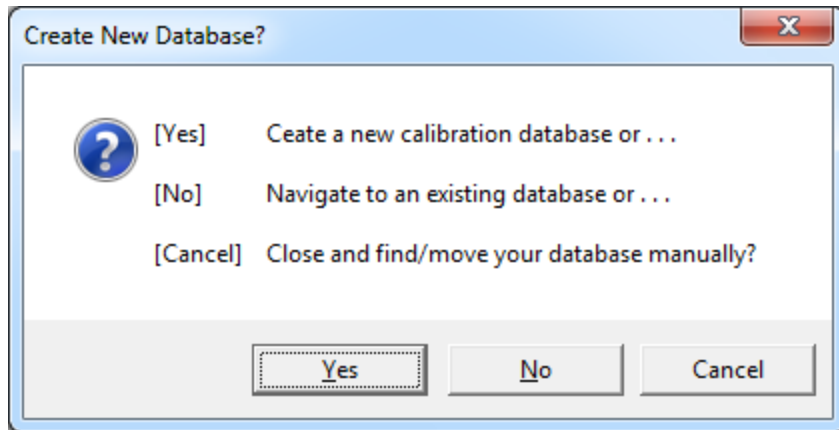 Create New Database?
[Yes] Ceate a new calibration database or . . .
[No] Navigate to an existing database or . . .
[Cancel] Close and find/move your database manually?
Yes No Cancel